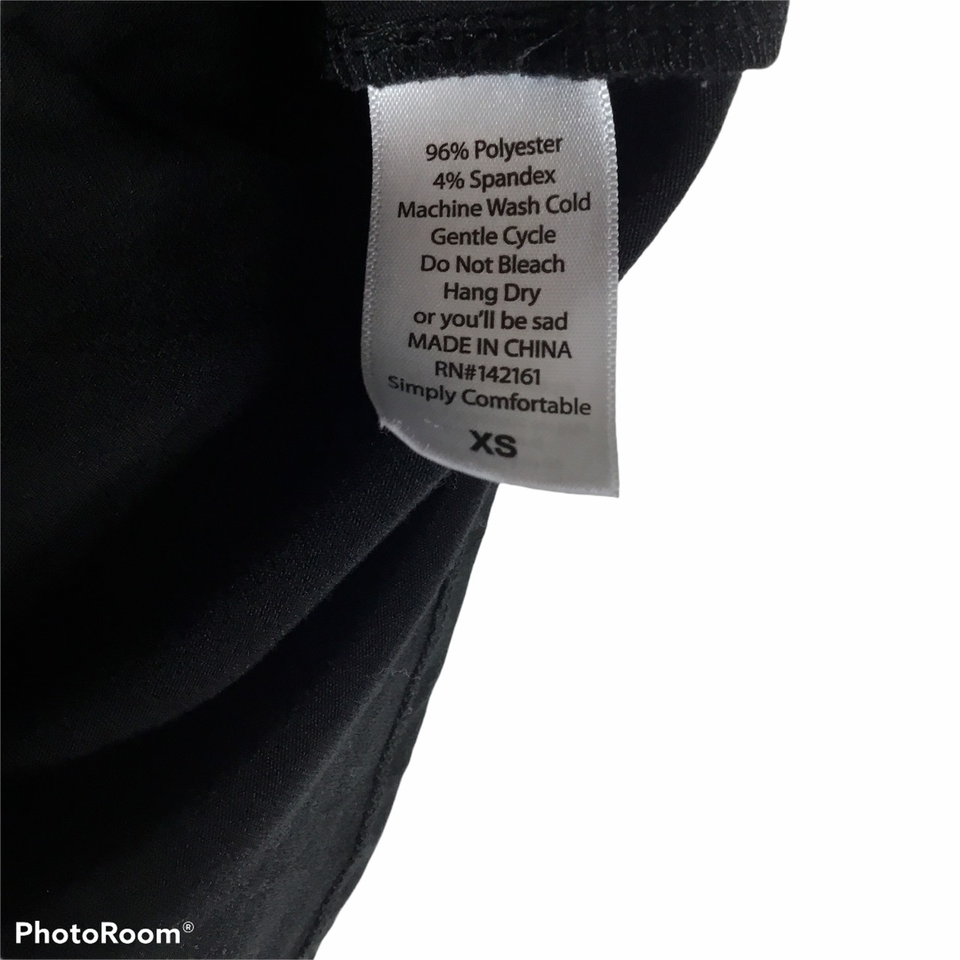 96% Polyester
4% Spandex
Machine Wash Cold
Gentle Cycle
Do Not Bleach
Hang Dry
or you'll be sad
MADE IN CHINA
RN#142161
Simply Comfortable
XS
PhotoRoom®